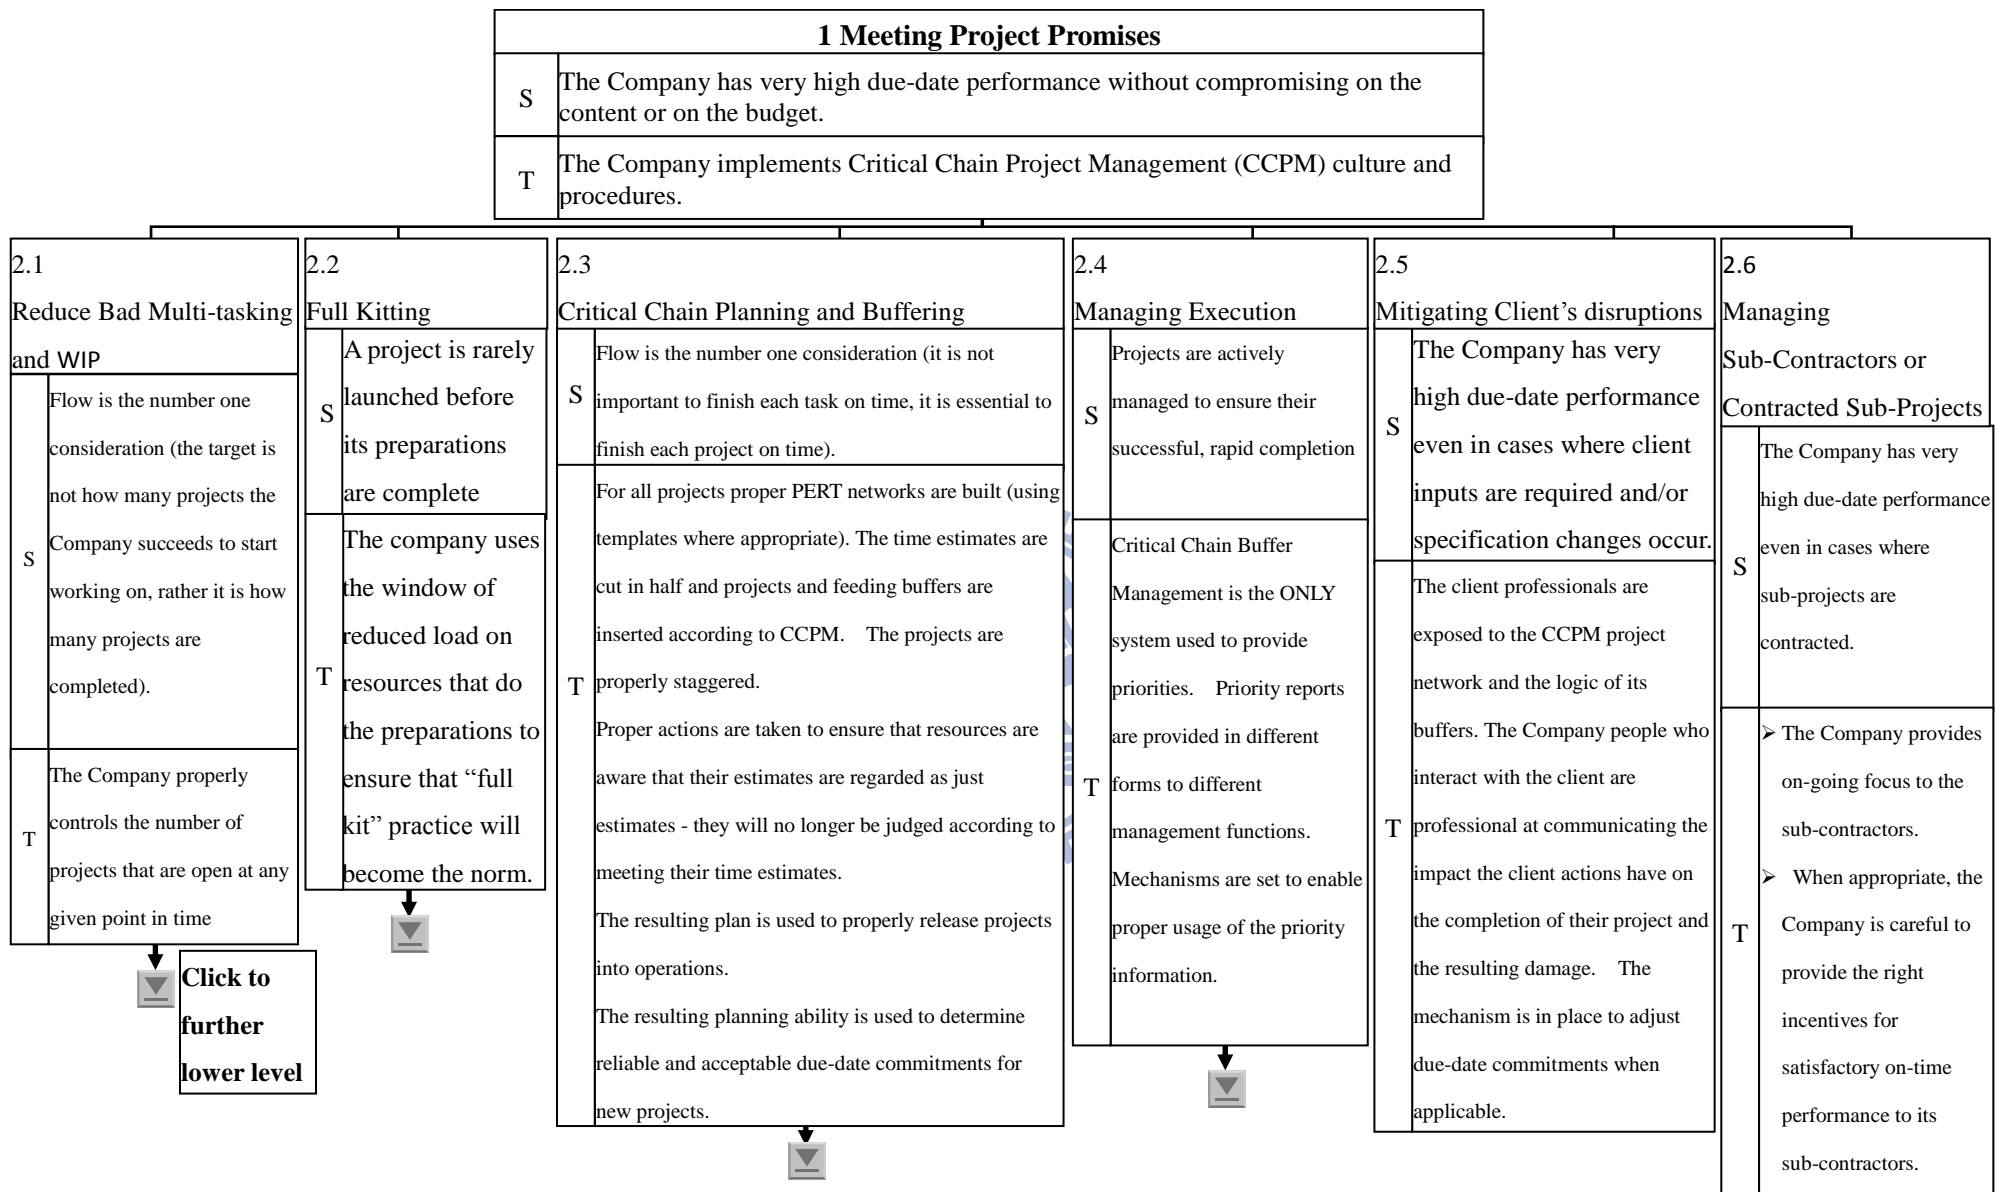 1 Meeting Project Promises
S
The Company has very high due-date performance without compromising on the
content or on the budget.
T
The Company implements Critical Chain Project Management (CCPM) culture and
procedures.
2.1
Reduce Bad Multi-tasking
and WIP
S
Flow is the number one
consideration (the target is
not how many projects the
Company succeeds to start
working on, rather it is how
many projects are
completed).
T
The Company properly
controls the number of
projects that are open at any
given point in time
Click to
further
lower level
2.2
Full Kitting
S
A project is rarely
launched before
its preparations
are complete
T
The company uses
the window of
reduced load on
resources that do
the preparations to
ensure that “full
kit” practice will
become the norm.
2.3
Critical Chain Planning and Buffering
S
Flow is the number one consideration (it is not
important to finish each task on time, it is essential to
finish each project on time).
T
For all projects proper PERT networks are built (using
templates where appropriate). The time estimates are
cut in half and projects and feeding buffers are
inserted according to CCPM. The projects are
properly staggered.
Proper actions are taken to ensure that resources are
aware that their estimates are regarded as just
estimates - they will no longer be judged according to
meeting their time estimates.
The resulting plan is used to properly release projects
into operations.
The resulting planning ability is used to determine
reliable and acceptable due-date commitments for
new projects.
2.4
Managing Execution
S
Projects are actively
managed to ensure their
successful, rapid completion
T
Critical Chain Buffer
Management is the ONLY
system used to provide
priorities. Priority reports
are provided in different
forms to different
management functions.
Mechanisms are set to enable
proper usage of the priority
information.
2.5
Mitigating Client’s disruptions
S
The Company has very
high due-date performance
even in cases where client
inputs are required and/or
specification changes occur.
T
The client professionals are
exposed to the CCPM project
network and the logic of its
buffers. The Company people who
interact with the client are
professional at communicating the
impact the client actions have on
the completion of their project and
the resulting damage. The
mechanism is in place to adjust
due-date commitments when
applicable.
2.6
Managing
Sub-Contractors or
Contracted Sub-Projects
S
The Company has very
high due-date performance
even in cases where
sub-projects are
contracted.
T
➢ The Company provides
on-going focus to the
sub-contractors.
➢ When appropriate, the
Company is careful to
provide the right
incentives for
satisfactory on-time
performance to its
sub-contractors.